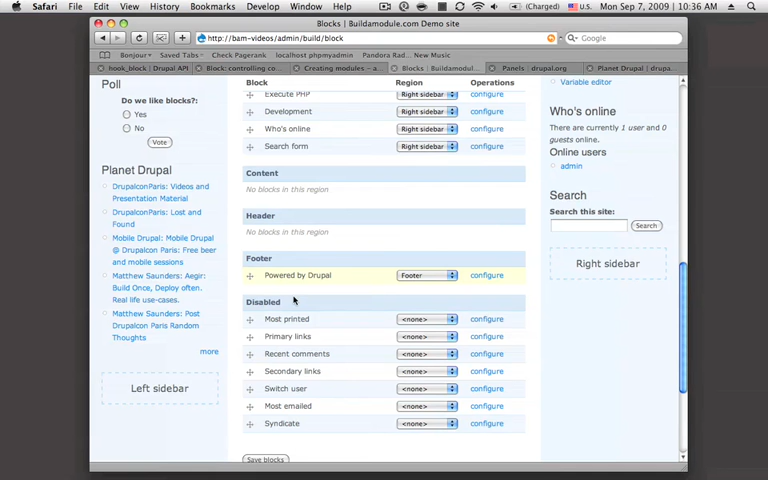 Safari File Edit View History Bookmarks Develop Window Help (Charged) U.S. Mon Sep 7, 2009 10:36 AM
Blocks | Buildamodule.com Demo site
http://bam-videos/admin/build/block
Google
Bonjour Saved Tabs Check Pagerank localhost phpmyadmin Pandora Rad... New Music
hook_block | Drupal API
Block: controlling co...
Creating modules – a...
Blocks | Buildamodul...
Panels | drupal.org
Planet Drupal | drupa...
Poll
Do we like blocks?:
Yes
No
Vote
Planet Drupal
DrupalconParis: Videos and
Presentation Material
DrupalconParis: Lost and
Found
Mobile Drupal: Mobile Drupal
@ Drupalcon Paris: Free beer
and mobile sessions
Matthew Saunders: Aegir:
Build Once, Deploy often.
Real life use-cases.
Matthew Saunders: Post
Drupalcon Paris Random
Thoughts
more
Left sidebar
Block Region Operations
Execute PHP Right sidebar configure
Development Right sidebar configure
Who's online Right sidebar configure
Search form Right sidebar configure
Content
No blocks in this region
Header
No blocks in this region
Footer
Powered by Drupal Footer configure
Disabled
Most printed <none> configure
Primary links <none> configure
Recent comments <none> configure
Secondary links <none> configure
Switch user <none> configure
Most emailed <none> configure
Syndicate <none> configure
Save blocks
Variable editor
Who's online
There are currently 1 user and 0
guests online.
Online users
admin
Search
Search this site:
Search
Right sidebar